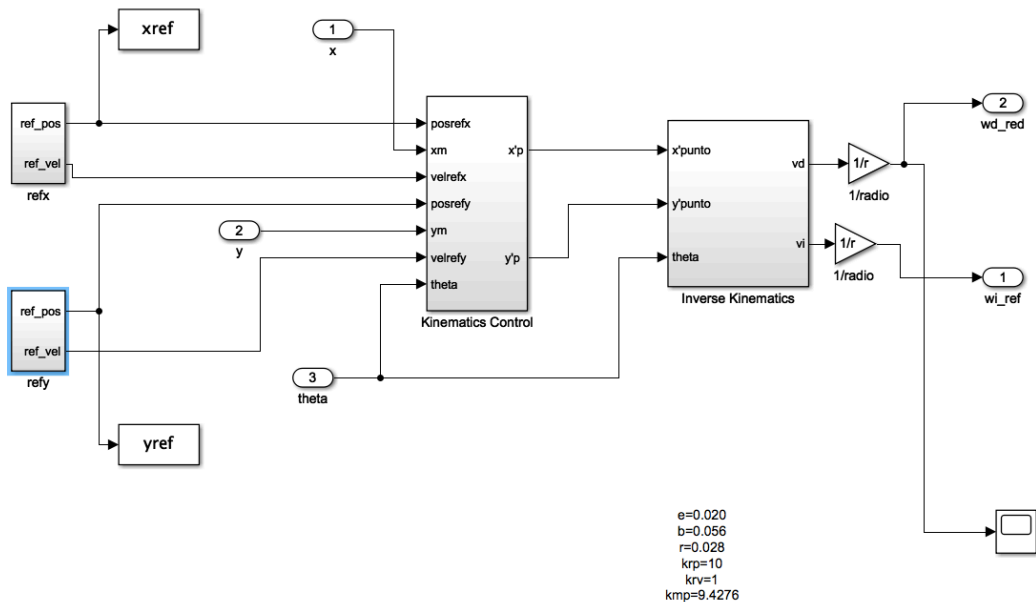 xref
1
x
ref_pos
ref_vel
refx
posrefx
xm
velrefx
posrefy
ym
velrefy
theta
x'p
y'p
Kinematics Control
2
y
x'punto
y'punto
theta
vd
vi
Inverse Kinematics
1/r
1/radio
1/r
1/radio
2
wd_red
1
wi_ref
ref_pos
ref_vel
refy
3
theta
yref
e=0.020
b=0.056
r=0.028
krp=10
krv=1
kmp=9.4276